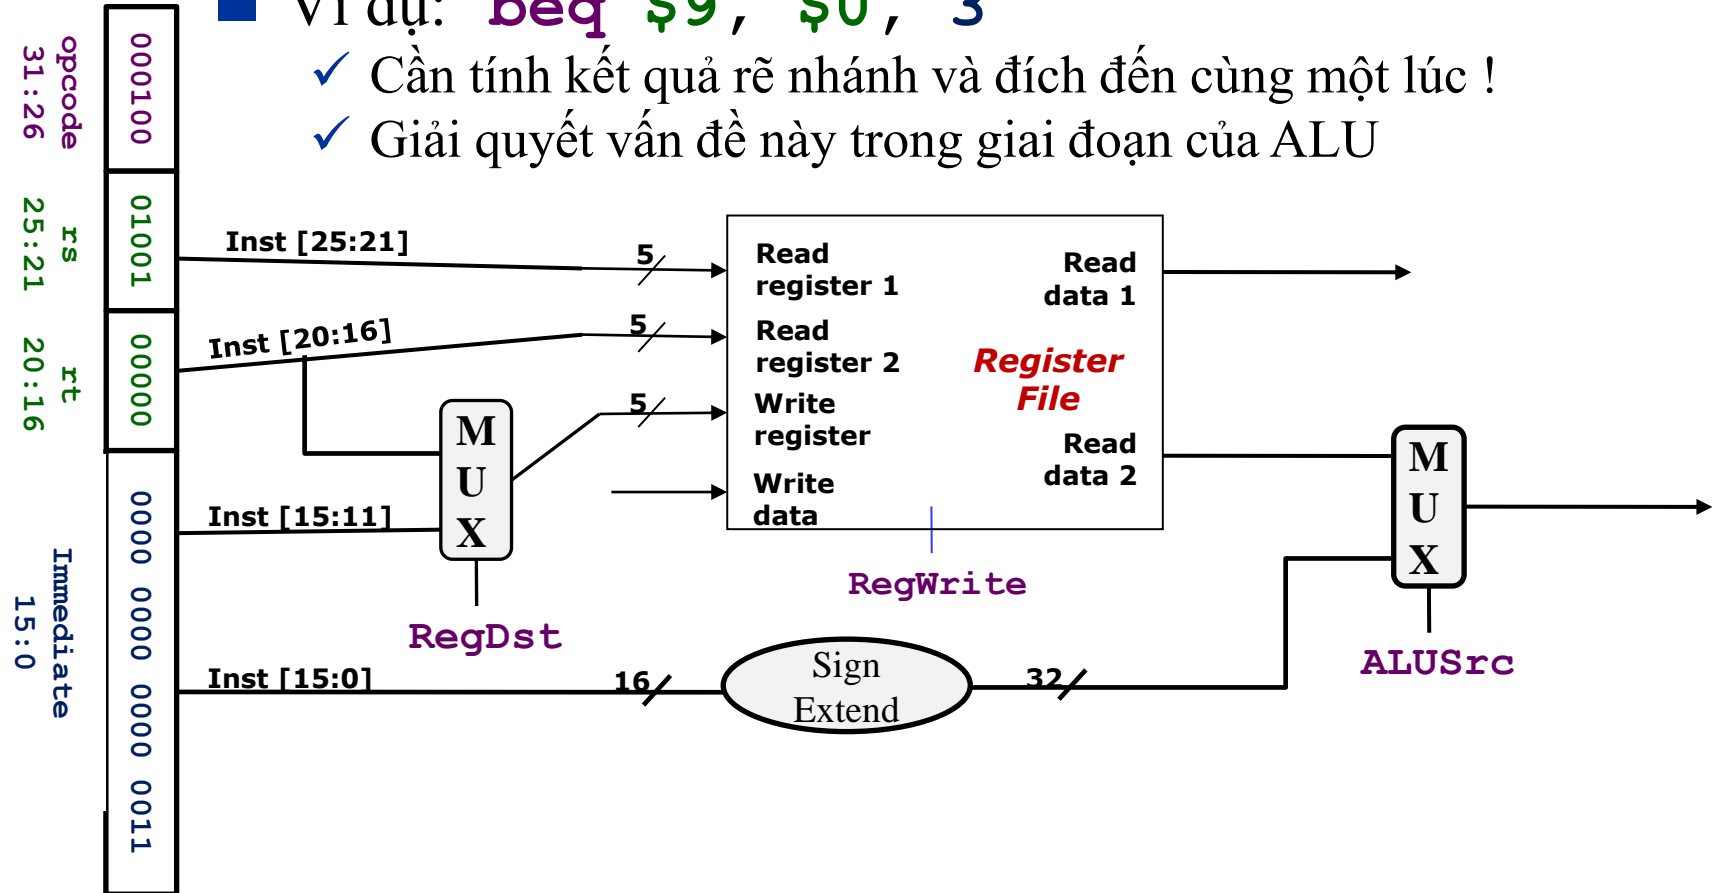 Ví dụ: beq $9, $0, 3
Cần tính kết quả rẽ nhánh và đích đến cùng một lúc !
Giải quyết vấn đề này trong giai đoạn của ALU
opcode
31:26
000100
rs
25:21
01001
rt
20:16
00000
Immediate
15:0
0000 0000 0000 0011
Inst [25:21]
5
Inst [20:16]
5
5
Inst [15:11]
M
U
X
RegDst
Read
register 1
Read
register 2
Write
register
Write
data
Read
data 1
Register
File
Read
data 2
RegWrite
M
U
X
ALUSrc
Inst [15:0]
16
Sign
Extend
32